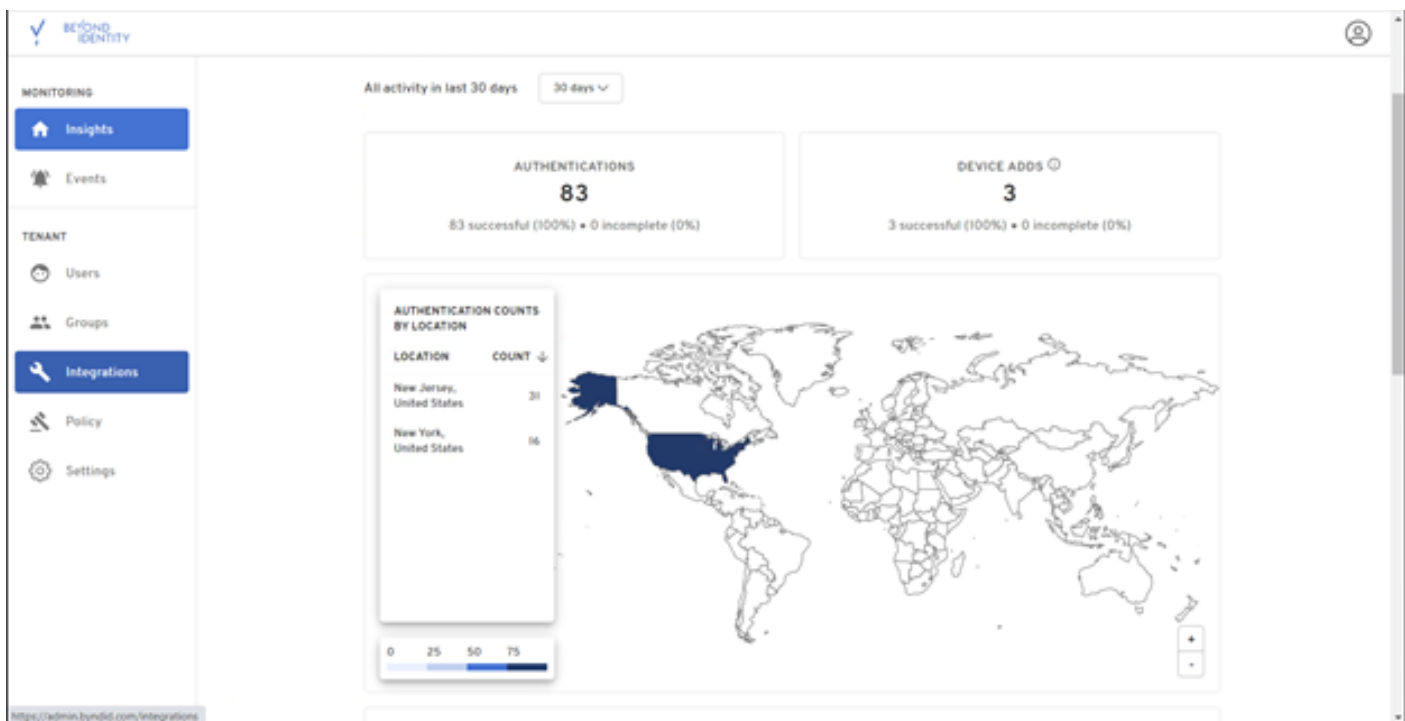 BEYOND
IDENTITY
MONITORING
Insights
Events
TENANT
Users
Groups
Integrations
Policy
Settings
All activity in last 30 days
30 days
AUTHENTICATIONS
83
83 successful (100%) • 0 incomplete (0%)
DEVICE ADDS
3
3 successful (100%) • 0 incomplete (0%)
AUTHENTICATION COUNTS
BY LOCATION
LOCATION COUNT
New Jersey,
United States
31
New York,
United States
16
0 25 50 75
+
-
https://admin.byndid.com/integrations